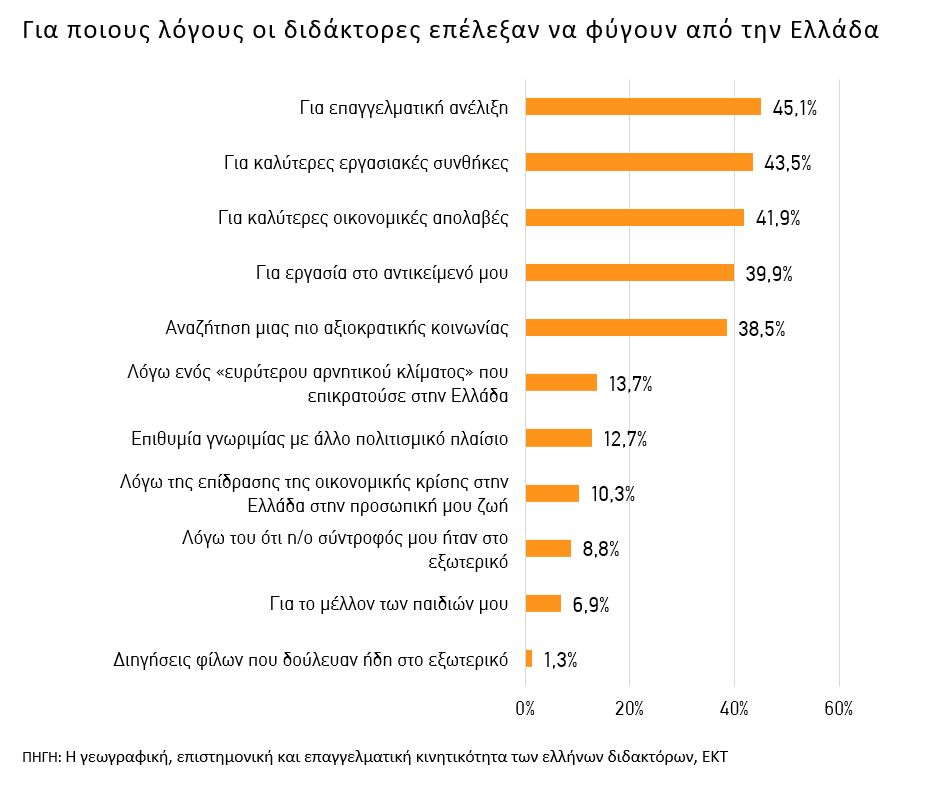 Για ποιους λόγους οι διδάκτορες επέλεξαν να φύγουν από την Ελλάδα
Για επαγγελματική ανέλιξη 45,1%
Για καλύτερες εργασιακές συνθήκες 43,5%
Για καλύτερες οικονομικές απολαβές 41,9%
Για εργασία στο αντικείμενό μου 39,9%
Αναζήτηση μιας πιο αξιοκρατικής κοινωνίας 38,5%
Λόγω ενός «ευρύτερου αρνητικού κλίματος» που
επικρατούσε στην Ελλάδα 13,7%
Επιθυμία γνωριμίας με άλλο πολιτισμικό πλαίσιο 12,7%
Λόγω της επίδρασης της οικονομικής κρίσης στην
Ελλάδα στην προσωπική μου ζωή 10,3%
Λόγω του ότι η/ο σύντροφός μου ήταν στο
εξωτερικό 8,8%
Για το μέλλον των παιδιών μου 6,9%
Διηγήσεις φίλων που δούλευαν ήδη στο εξωτερικό 1,3%
0% 20% 40% 60%
ΠΗΓΗ: Η γεωγραφική, επιστημονική και επαγγελματική κινητικότητα των ελλήνων διδακτόρων, ΕΚΤ